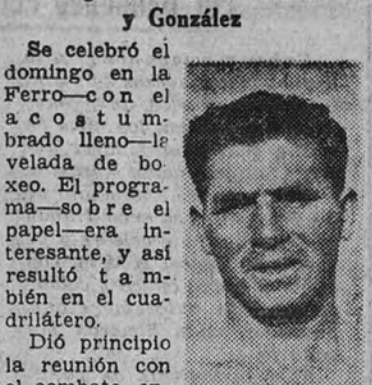 y González
Se celebró el
domingo en la
Ferro—con el
acostum-
brado lleno—la
velada de bo
xeo. El progra-
ma—sobre el
papel—era in-
teresante, y así
resultó tam-
bién en el cua-
drilátero.
Dió principio
la reunión con